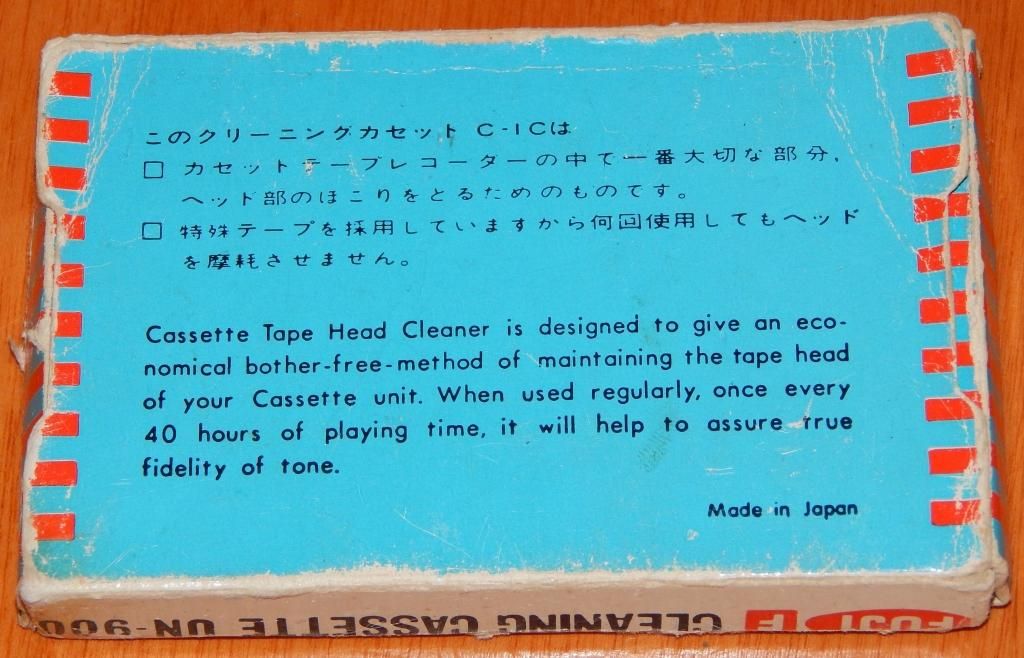 このクリーニングカセット C-1Cは
□ カセットテープレコーダーの中で一番大切な部分,
ヘッド部のほこりをとるためのものです。
□ 特殊テープを採用していますから何回使用してもヘッド
を摩耗させません。
Cassette Tape Head Cleaner is designed to give an eco-
nomical bother-free-method of maintaining the tape head
of your Cassette unit. When used regularly, once every
40 hours of playing time, it will help to assure true
fidelity of tone.
Made in Japan
FUJI F CLEANING CASSETTE UN-900